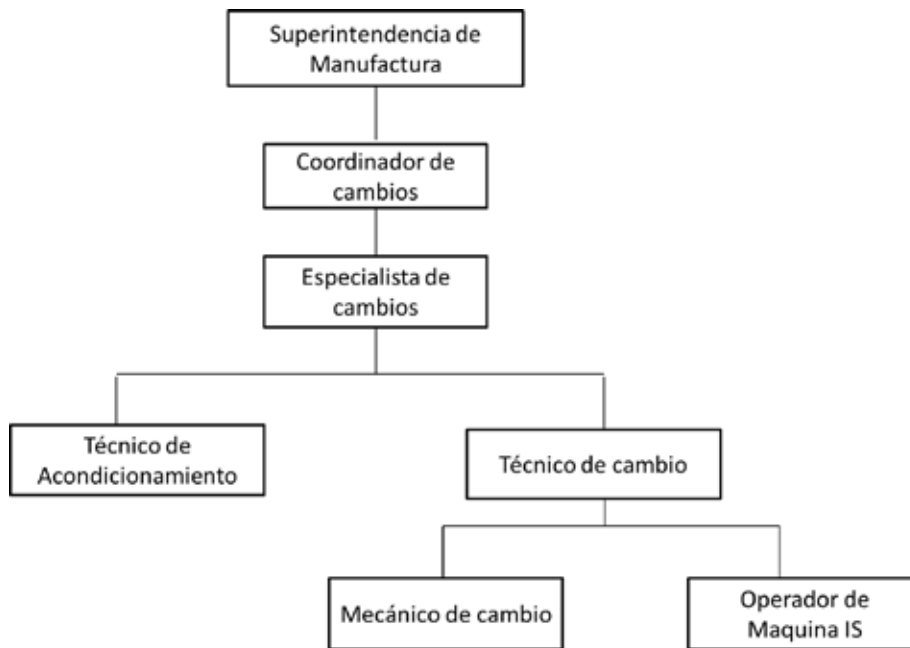 Superintendencia de
Manufactura
Coordinador de
cambios
Especialista de
cambios
Técnico de
Acondicionamiento
Técnico de cambio
Mecánico de cambio
Operador de
Maquina IS